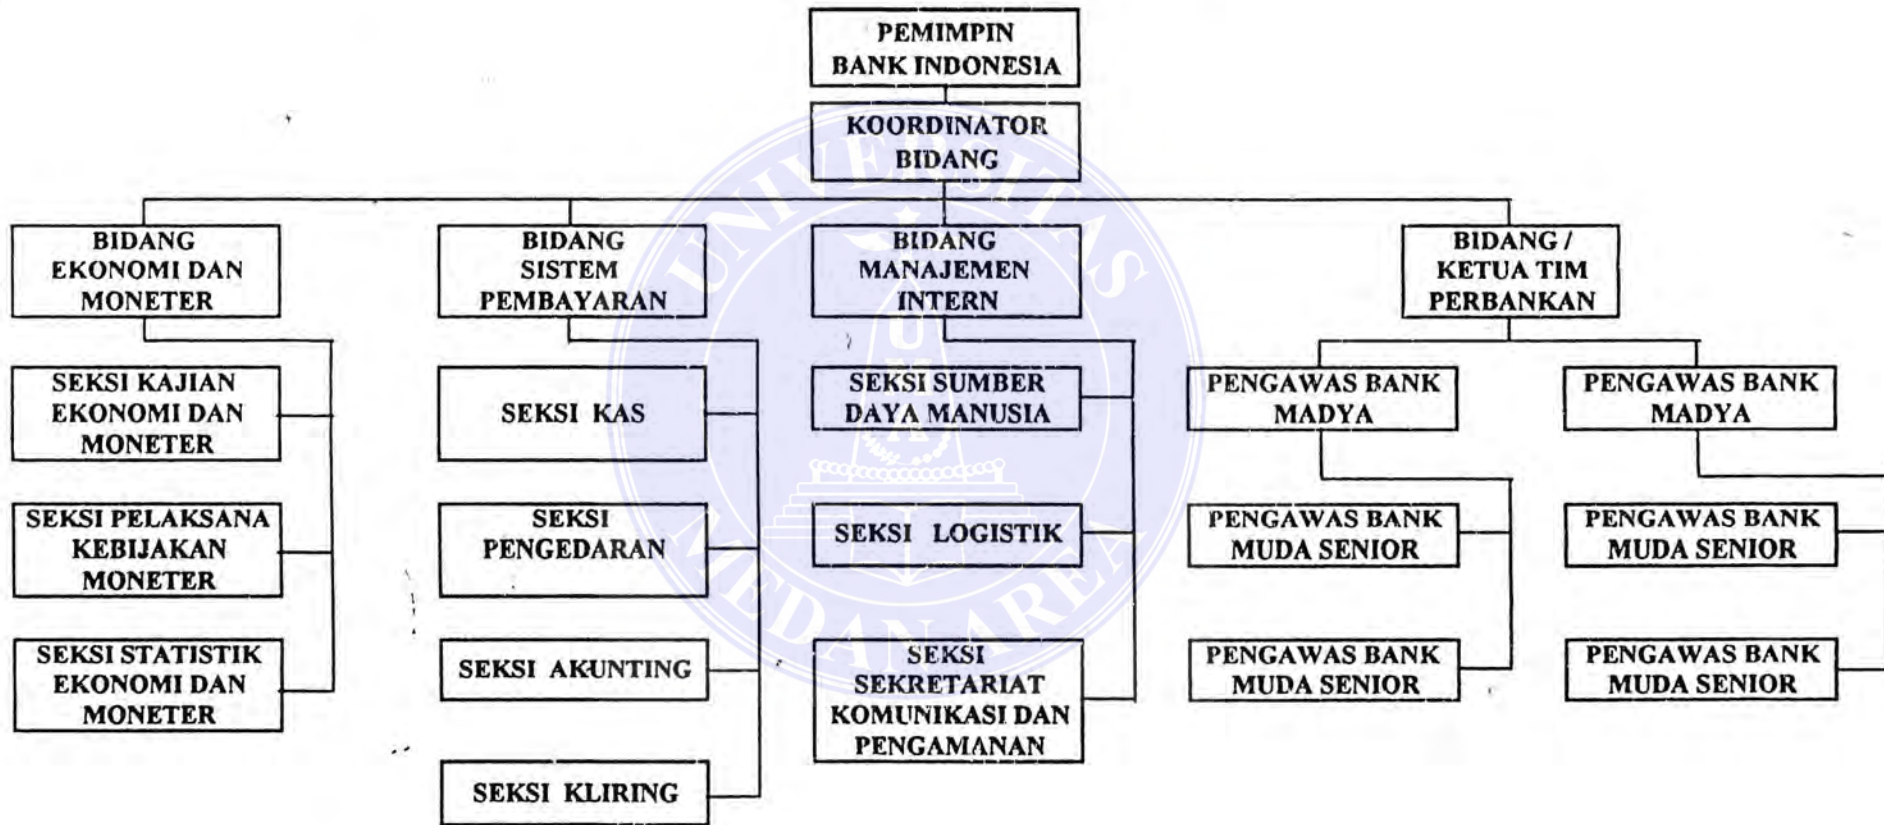 PEMIMPIN
BANK INDONESIA
KOORDINATOR
BIDANG
BIDANG
EKONOMI DAN
MONETER
BIDANG
SISTEM
PEMBAYARAN
BIDANG
MANAJEMEN
INTERN
BIDANG /
KETUA TIM
PERBANKAN
SEKSI KAJIAN
EKONOMI DAN
MONETER
SEKSI KAS
SEKSI SUMBER
DAYA MANUSIA
PENGAWAS BANK
MADYA
PENGAWAS BANK
MADYA
SEKSI PELAKSANA
KEBIJAKAN
MONETER
SEKSI
PENGEDARAN
SEKSI LOGISTIK
PENGAWAS BANK
MUDA SENIOR
PENGAWAS BANK
MUDA SENIOR
SEKSI STATISTIK
EKONOMI DAN
MONETER
SEKSI AKUNTING
SEKSI
SEKRETARIAT
KOMUNIKASI DAN
PENGAMANAN
PENGAWAS BANK
MUDA SENIOR
PENGAWAS BANK
MUDA SENIOR
SEKSI KLIRING
UNIVERSITAS
MEDAN AREA